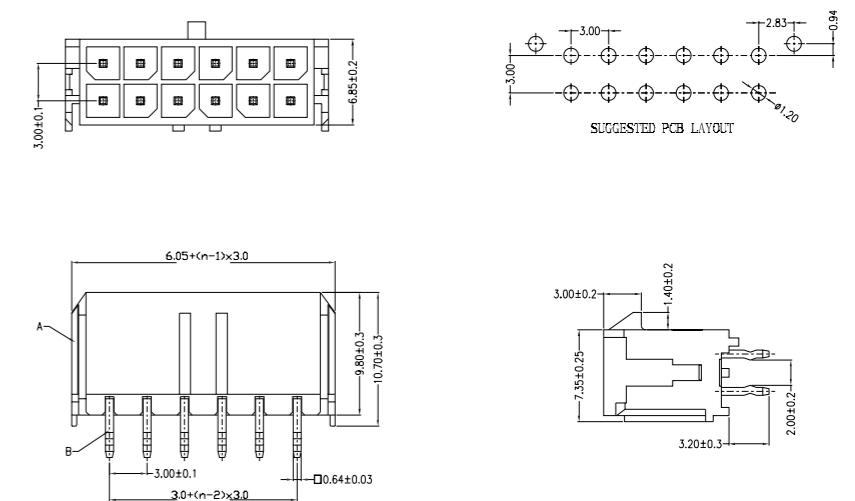 3.00±0.1
6.85±0.2
3.00
2.83
0.94
3.00
ø1.20
SUGGESTED PCB LAYOUT
6.05+(n-1)x3.0
A
B
9.80±0.3
10.70±0.3
3.00±0.1
□0.64±0.03
3.0+(n-2)x3.0
3.00±0.2
1.40±0.2
7.35±0.25
2.00±0.2
3.20±0.3